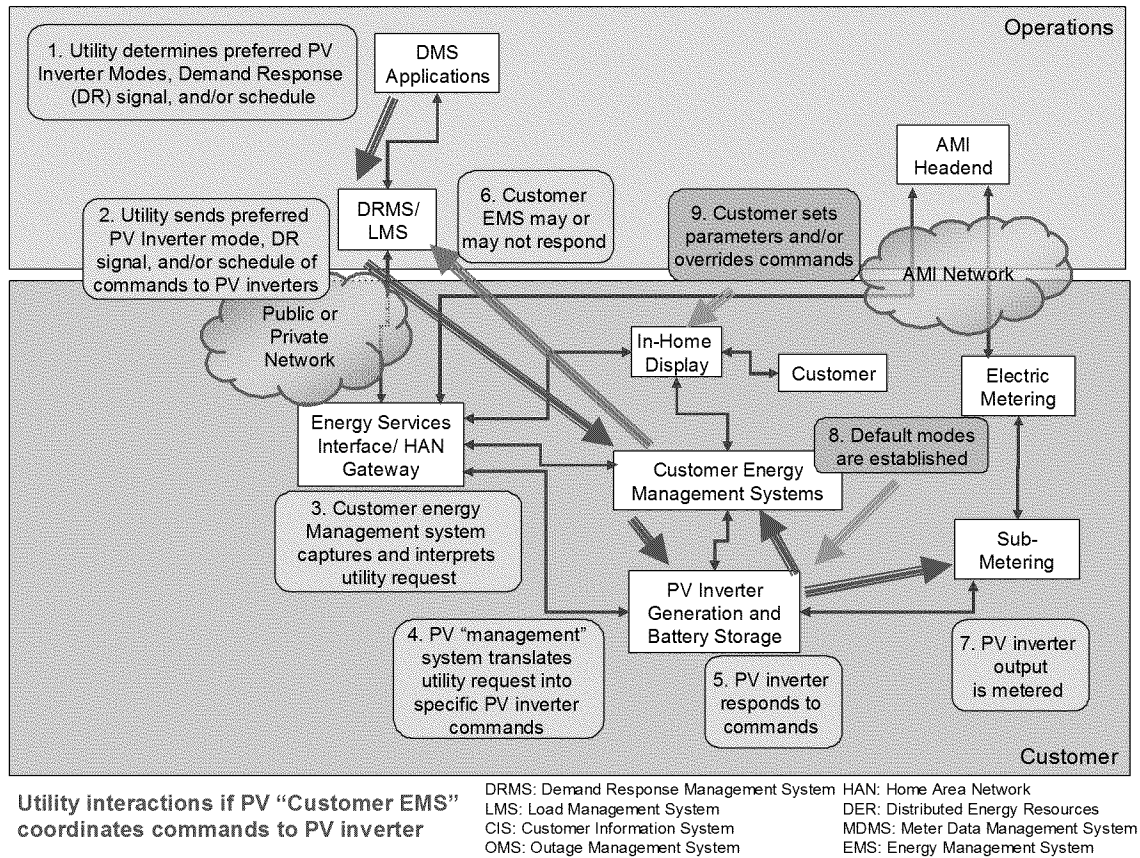 Operations
1. Utility determines preferred PV
Inverter Modes, Demand Response
(DR) signal, and/or schedule
DMS
Applications
AMI
Headend
2. Utility sends preferred
PV Inverter mode, DR
signal, and/or schedule of
commands to PV inverters
DRMS/
LMS
6. Customer
EMS may or
may not respond
9. Customer sets
parameters and/or
overrides commands
AMI Network
Public or
Private
Network
In-Home
Display
Customer
Electric
Metering
Energy Services
Interface/ HAN
Gateway
8. Default modes
are established
Customer Energy
Management Systems
3. Customer energy
Management system
captures and interprets
utility request
Sub-
Metering
PV Inverter
Generation and
Battery Storage
4. PV “management”
system translates
utility request into
specific PV inverter
commands
5. PV inverter
responds to
commands
7. PV inverter
output
is metered
Customer
Utility interactions if PV “Customer EMS”
coordinates commands to PV inverter
DRMS: Demand Response Management System
LMS: Load Management System
CIS: Customer Information System
OMS: Outage Management System
HAN: Home Area Network
DER: Distributed Energy Resources
MDMS: Meter Data Management System
EMS: Energy Management System